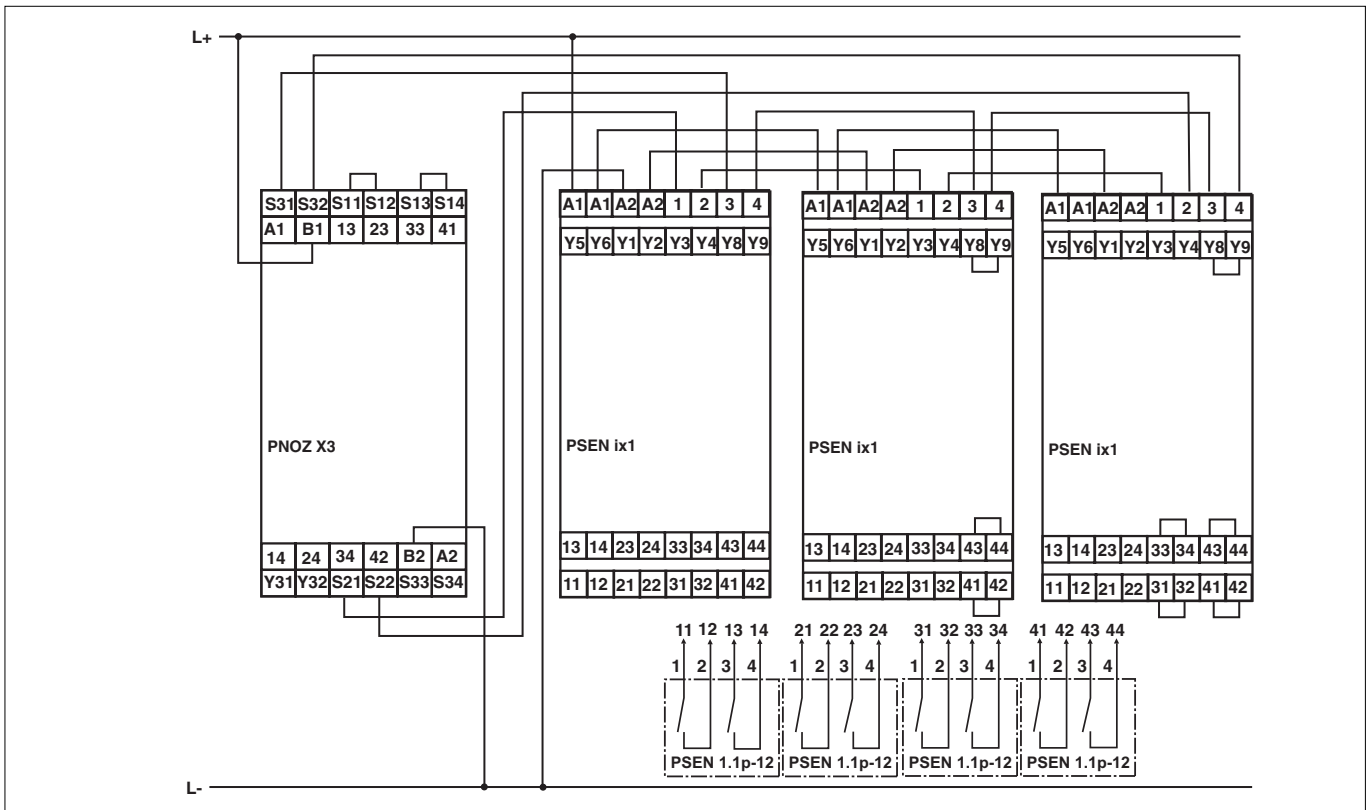 L+
S31 S32 S11 S12 S13 S14
A1 B1 13 23 33 41
PNOZ X3
14 24 34 42 B2 A2
Y31 Y32 S21 S22 S33 S34
A1 A1 A2 A2 1 2 3 4
Y5 Y6 Y1 Y2 Y3 Y4 Y8 Y9
PSEN ix1
13 14 23 24 33 34 43 44
11 12 21 22 31 32 41 42
A1 A1 A2 A2 1 2 3 4
Y5 Y6 Y1 Y2 Y3 Y4 Y8 Y9
PSEN ix1
13 14 23 24 33 34 43 44
11 12 21 22 31 32 41 42
A1 A1 A2 A2 1 2 3 4
Y5 Y6 Y1 Y2 Y3 Y4 Y8 Y9
PSEN ix1
13 14 23 24 33 34 43 44
11 12 21 22 31 32 41 42
11 12 13 14
1 2 3 4
PSEN 1.1p-12
21 22 23 24
1 2 3 4
PSEN 1.1p-12
31 32 33 34
1 2 3 4
PSEN 1.1p-12
41 42 43 44
1 2 3 4
PSEN 1.1p-12
L-